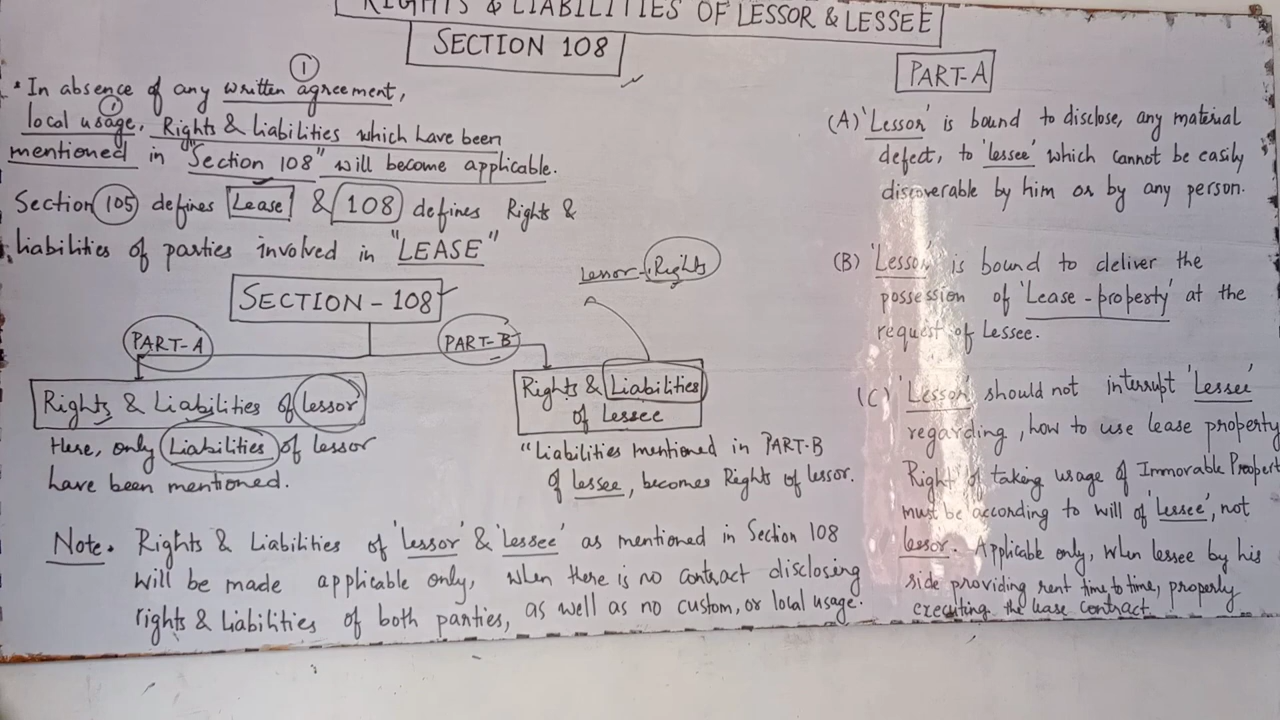 RIGHTS & LIABILITIES OF LESSOR & LESSEE
SECTION 108
①
* In absence of any written agreement,
①
local usage, Rights & Liabilities which have been
mentioned in "Section 108" will become applicable.
Section 105 defines Lease & 108 defines Rights &
liabilities of parties involved in "LEASE"
Lessor - Rights
SECTION - 108
PART-A
PART-B
Rights & Liabilities of lessor
Here, only Liabilities of lessor
have been mentioned.
Rights & Liabilities
of Lessee
"Liabilities mentioned in PART-B
of lessee, becomes Rights of lessor.
Note. Rights & Liabilities of 'lessor' & 'Lessee' as mentioned in Section 108
will be made applicable only, when there is no contract disclosing
rights & Liabilities of both parties, as well as no custom, or local usage.
PART-A
(A) 'Lessor' is bound to disclose, any material
defect, to 'lessee' which cannot be easily
discoverable by him or by any person.
(B) 'Lessor' is bound to deliver the
possession of 'Lease-property' at the
request of Lessee.
(C) 'Lessor' should not interrupt 'Lessee'
regarding, how to use lease property
Right of taking usage of Immovable Propert
must be according to will of 'Lessee', not
lessor. Applicable only, when lessee by his
side providing rent time to time, properly
executing the lease contract